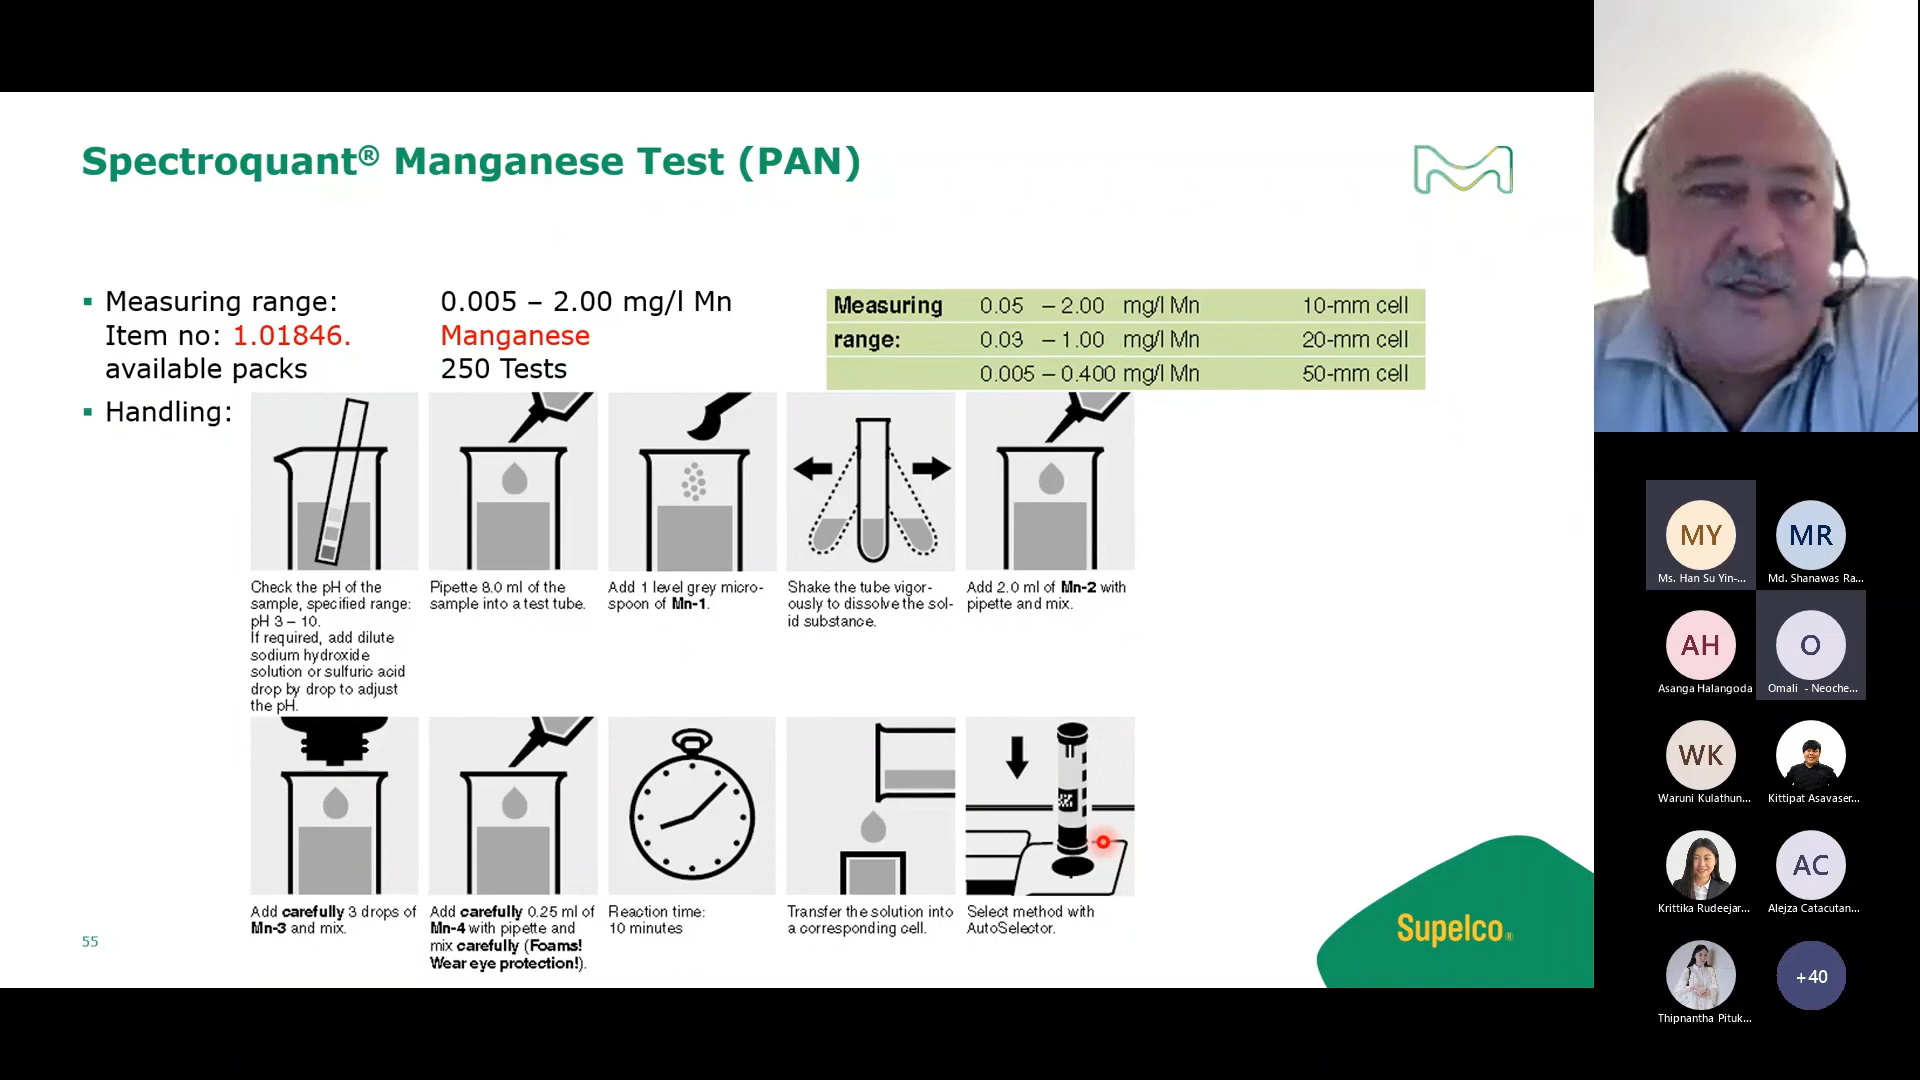 Spectroquant® Manganese Test (PAN)
▪ Measuring range: 0.005 – 2.00 mg/l Mn
Item no: 1.01846. Manganese
available packs 250 Tests
Measuring 0.05 – 2.00 mg/l Mn 10-mm cell
range: 0.03 – 1.00 mg/l Mn 20-mm cell
0.005 – 0.400 mg/l Mn 50-mm cell
▪ Handling:
Check the pH of the
sample, specified range:
pH 3 – 10.
If required, add dilute
sodium hydroxide
solution or sulfuric acid
drop by drop to adjust
the pH.
Pipette 8.0 ml of the
sample into a test tube.
Add 1 level grey micro-
spoon of Mn-1.
Shake the tube vigor-
ously to dissolve the sol-
id substance.
Add 2.0 ml of Mn-2 with
pipette and mix.
Add carefully 3 drops of
Mn-3 and mix.
Add carefully 0.25 ml of
Mn-4 with pipette and
mix carefully (Foams!
Wear eye protection!).
Reaction time:
10 minutes
Transfer the solution into
a corresponding cell.
Select method with
AutoSelector.
55
Supelco®
MY
Ms. Han Su Yin-...
MR
Md. Shanawas Ra...
AH
Asanga Halangoda
O
Omali - Neoche...
WK
Waruni Kulathun...
Kittipat Asavaser...
Krittika Rudeejar...
AC
Alejza Catacutan...
Thipnantha Pituk...
+40